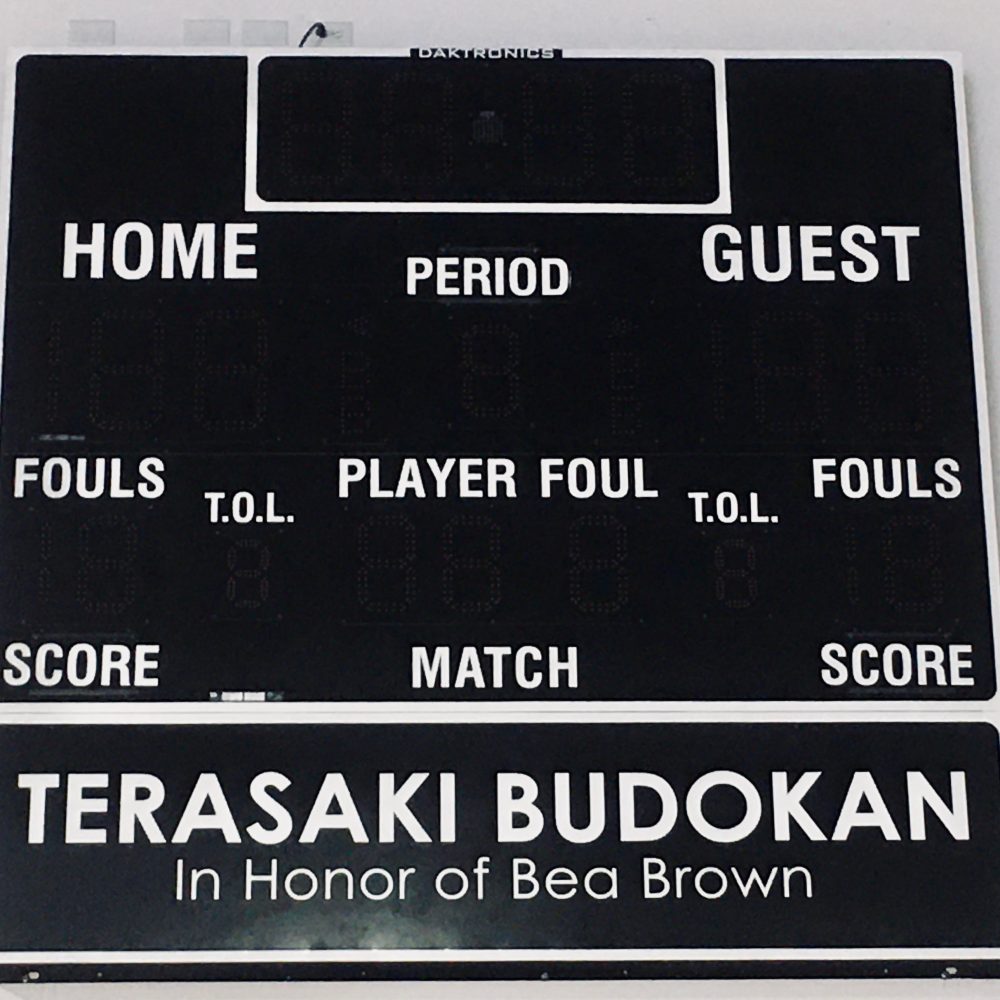 DAKTRONICS
HOME PERIOD GUEST
FOULS T.O.L. PLAYER FOUL T.O.L. FOULS
SCORE MATCH SCORE
TERASAKI BUDOKAN
In Honor of Bea Brown